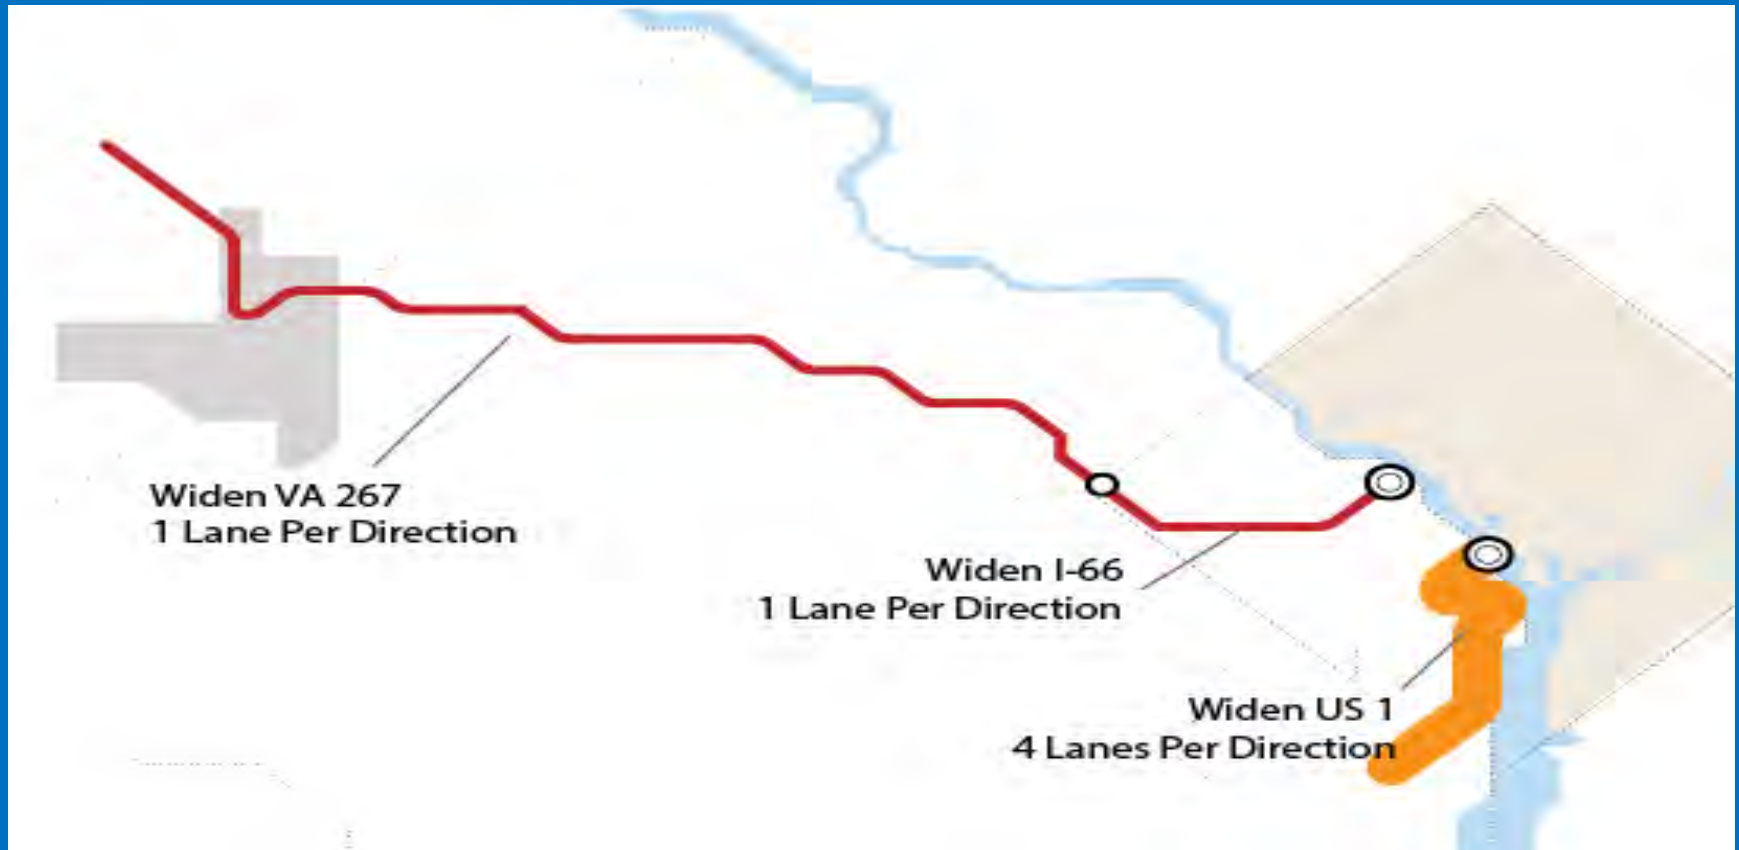 Widen VA 267
1 Lane Per Direction
Widen I-66
1 Lane Per Direction
Widen US 1
4 Lanes Per Direction